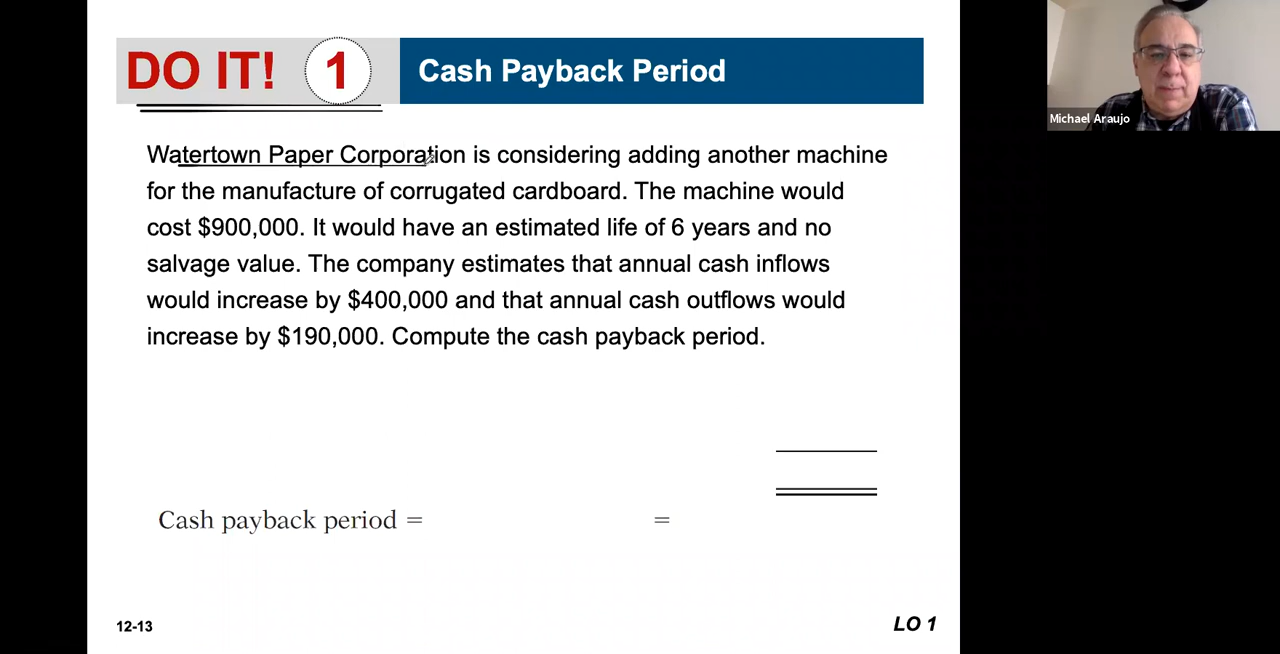 DO IT! 1 Cash Payback Period
Michael Araujo
Watertown Paper Corporation is considering adding another machine
for the manufacture of corrugated cardboard. The machine would
cost $900,000. It would have an estimated life of 6 years and no
salvage value. The company estimates that annual cash inflows
would increase by $400,000 and that annual cash outflows would
increase by $190,000. Compute the cash payback period.
Cash payback period = =
12-13
LO 1